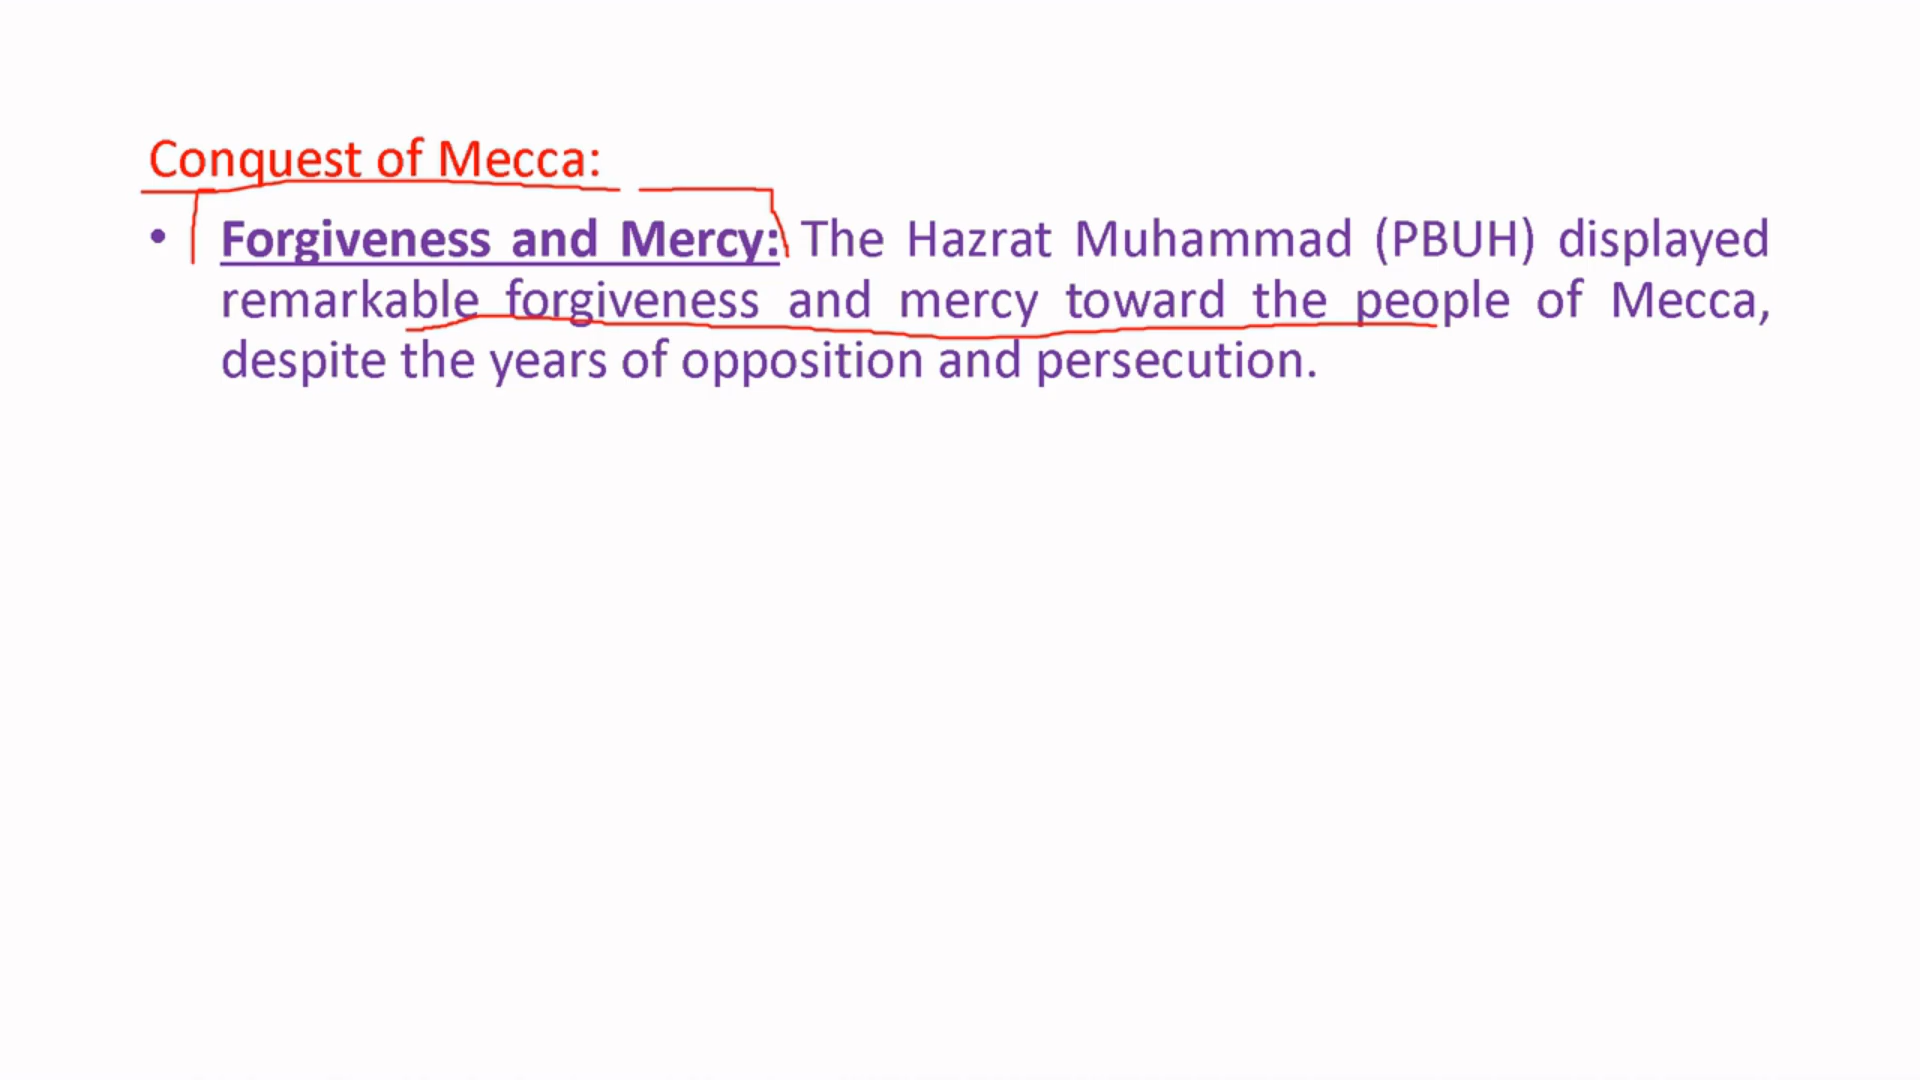 Conquest of Mecca:
• Forgiveness and Mercy: The Hazrat Muhammad (PBUH) displayed
remarkable forgiveness and mercy toward the people of Mecca,
despite the years of opposition and persecution.